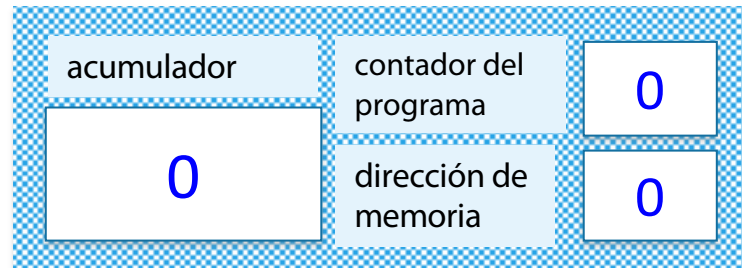 acumulador
0
contador del
programa
0
dirección de
memoria
0